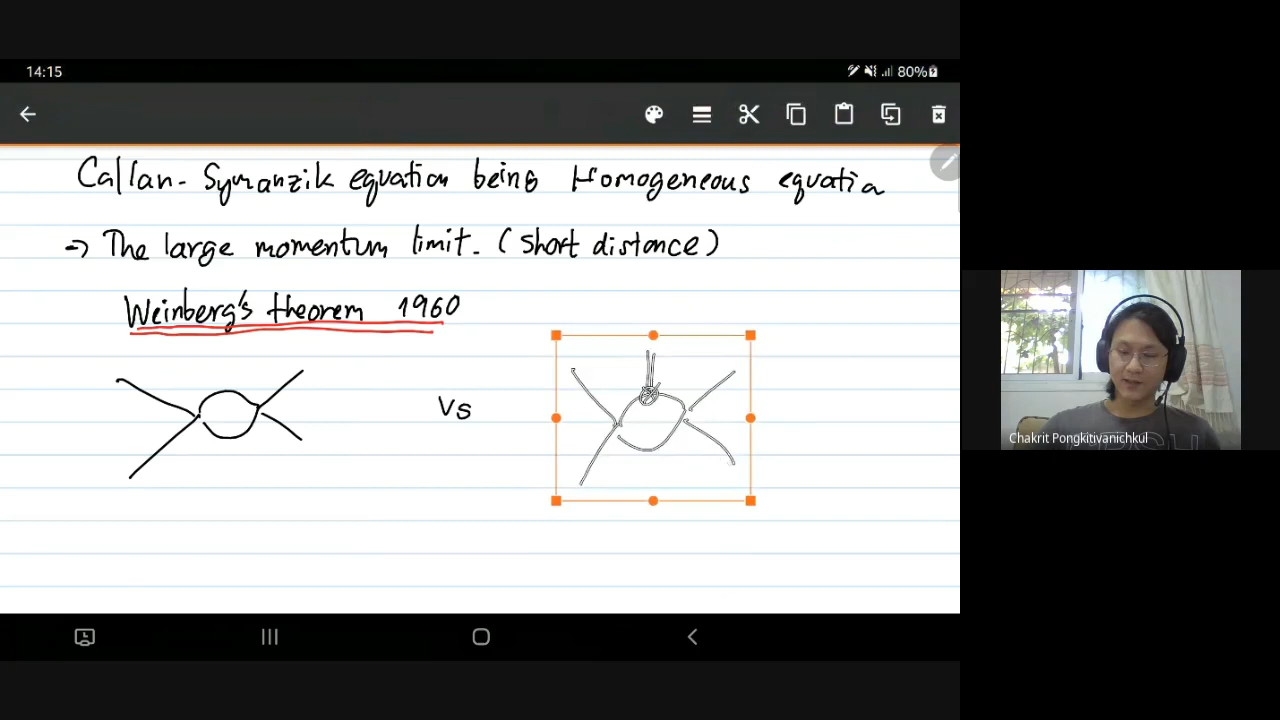 14:15
80%
Callan-Symanzik equation being Homogeneous equatia
⇒ The large momentum limit. (short distance)
Weinberg's theorem 1960
vs
Chakrit Pongkitivanichkul